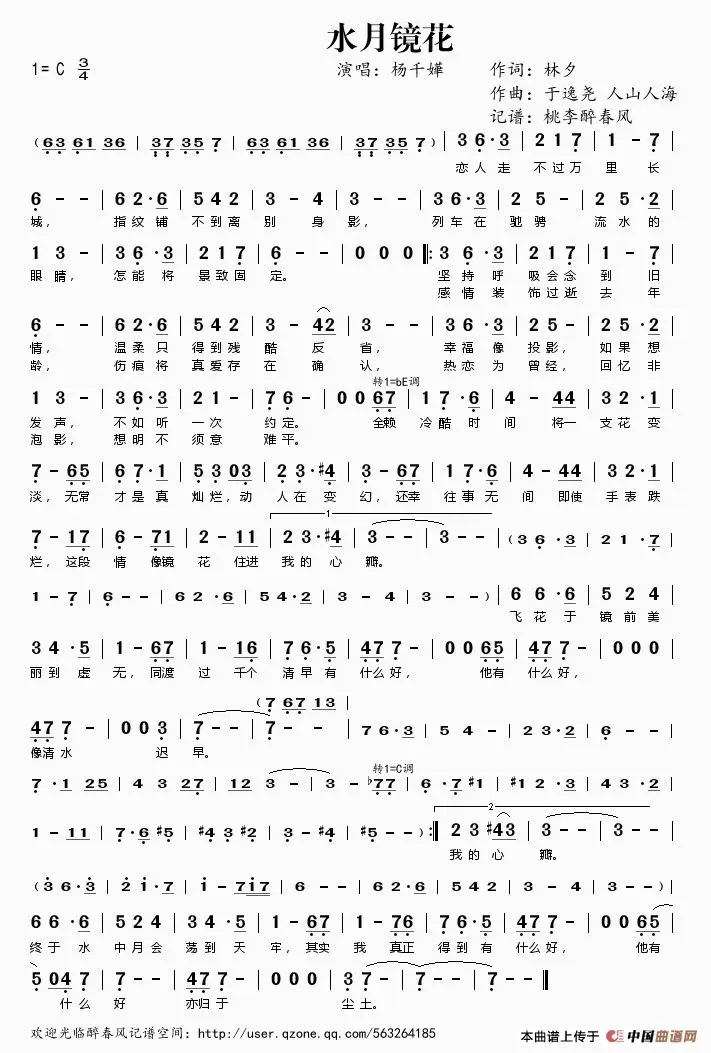 水月镜花
1=C 3/4 演唱：杨千嬅 作词：林夕
作曲：于逸尧 人山人海
记谱：桃李醉春风
(63 61 36 | 37 35 7 | 63 61 36 | 37 35 7) | 3 6·3 | 2 1 7 | 1 - 7 |
恋人走 不过万 里长
6 - - | 6 2·6 | 5 4 2 | 3 - 4 | 3 - - | 3 6·3 | 2 5 - | 2 5·2 |
城， 指纹铺 不到离 别身影， 列车在 驰骋 流水的
1 3 - | 3 6·3 | 2 1 7 | 6 - - | 0 0 0 ‖: 3 6·3 | 2 1 7 | 1 - 7 |
眼睛， 怎能将 景致固定。 坚持呼 吸会念到旧
感情装 饰过逝去年
6 - - | 6 2·6 | 5 4 2 | 3 - 42 | 3 - - | 3 6·3 | 2 5 - | 2 5·2 |
情， 温柔只 得到残 酷反省， 幸福像 投影， 如果想
龄， 伤痕将 真爱存 在确认， 热恋为 曾经， 回忆非
转1=bE调
1 3 - | 3 6·3 | 2 1 - | 7 6 - | 0 0 67 | 1 7·6 | 4 - 44 | 3 2·1 |
发声， 不如听 一次 约定。 全赖 冷酷时间 将一 支花变
泡影， 想明不 须意 难平。
7 - 65 | 6 7·1 | 5 30 03 | 2 3·#4 | 3 - 67 | 1 7·6 | 4 - 44 | 3 2·1 |
淡，无常 才是真 灿烂，动 人在变幻，还幸 往事无间 即使 手表跌
1
7 - 17 | 6 - 71 | 2 - 11 | 2 3·#4 | 3 - - | 3 - - | (3 6·3 | 2 1·7 |
烂，这段 情 像镜 花 住进 我的心瓣。
1 - 7 | 6 - - | 6 2·6 | 5 4·2 | 3 - 4 | 3 - -) | 6 6·6 | 5 2 4 |
飞花于 镜前美
3 4·5 | 1 - 67 | 1 - 16 | 7 6·5 | 47 7 - | 0 0 65 | 47 7 - | 0 0 0 |
丽到虚 无，同渡 过 千个 清早有 什么好， 他有 什么好，
(7 67 13 |
47 7 - | 0 0 3 | 7 - - | 7 - - | 7 6·3 | 5 4 - | 2 5·4 | 3 - - |
像清水 迟早。
转1=C调
7·1 25 | 4 3 27 | 12 3 - | 3 - b77 | 6·7 #1 | #1 2·3 | 4 3·2 |
2
1 - 11 | 7·6 #5 | #4 3 #2 | 3 - - | #5 - -) :‖ 2 3 #43 | 3 - - | 3 - - |
我的心瓣。
(3 6·3 | 2 1·7 | 1 - 717 | 6 - - | 6 2·6 | 5 4 2 | 3 - 4 | 3 - -) |
6 6·6 | 5 2 4 | 3 4·5 | 1 - 67 | 1 - 76 | 7 6·5 | 47 7 - | 0 0 65 |
终于水 中月会 荡到天牢，其实 我 真正 得到有 什么好， 他有
5 047 7 | 7 - - | 47 7 - | 0 0 0 | 37 - | 7 - - | 7 - - ‖
什么好 亦归于 尘土。
欢迎光临醉春风记谱空间：http://user.qzone.qq.com/563264185
本曲谱上传于 中国曲谱网